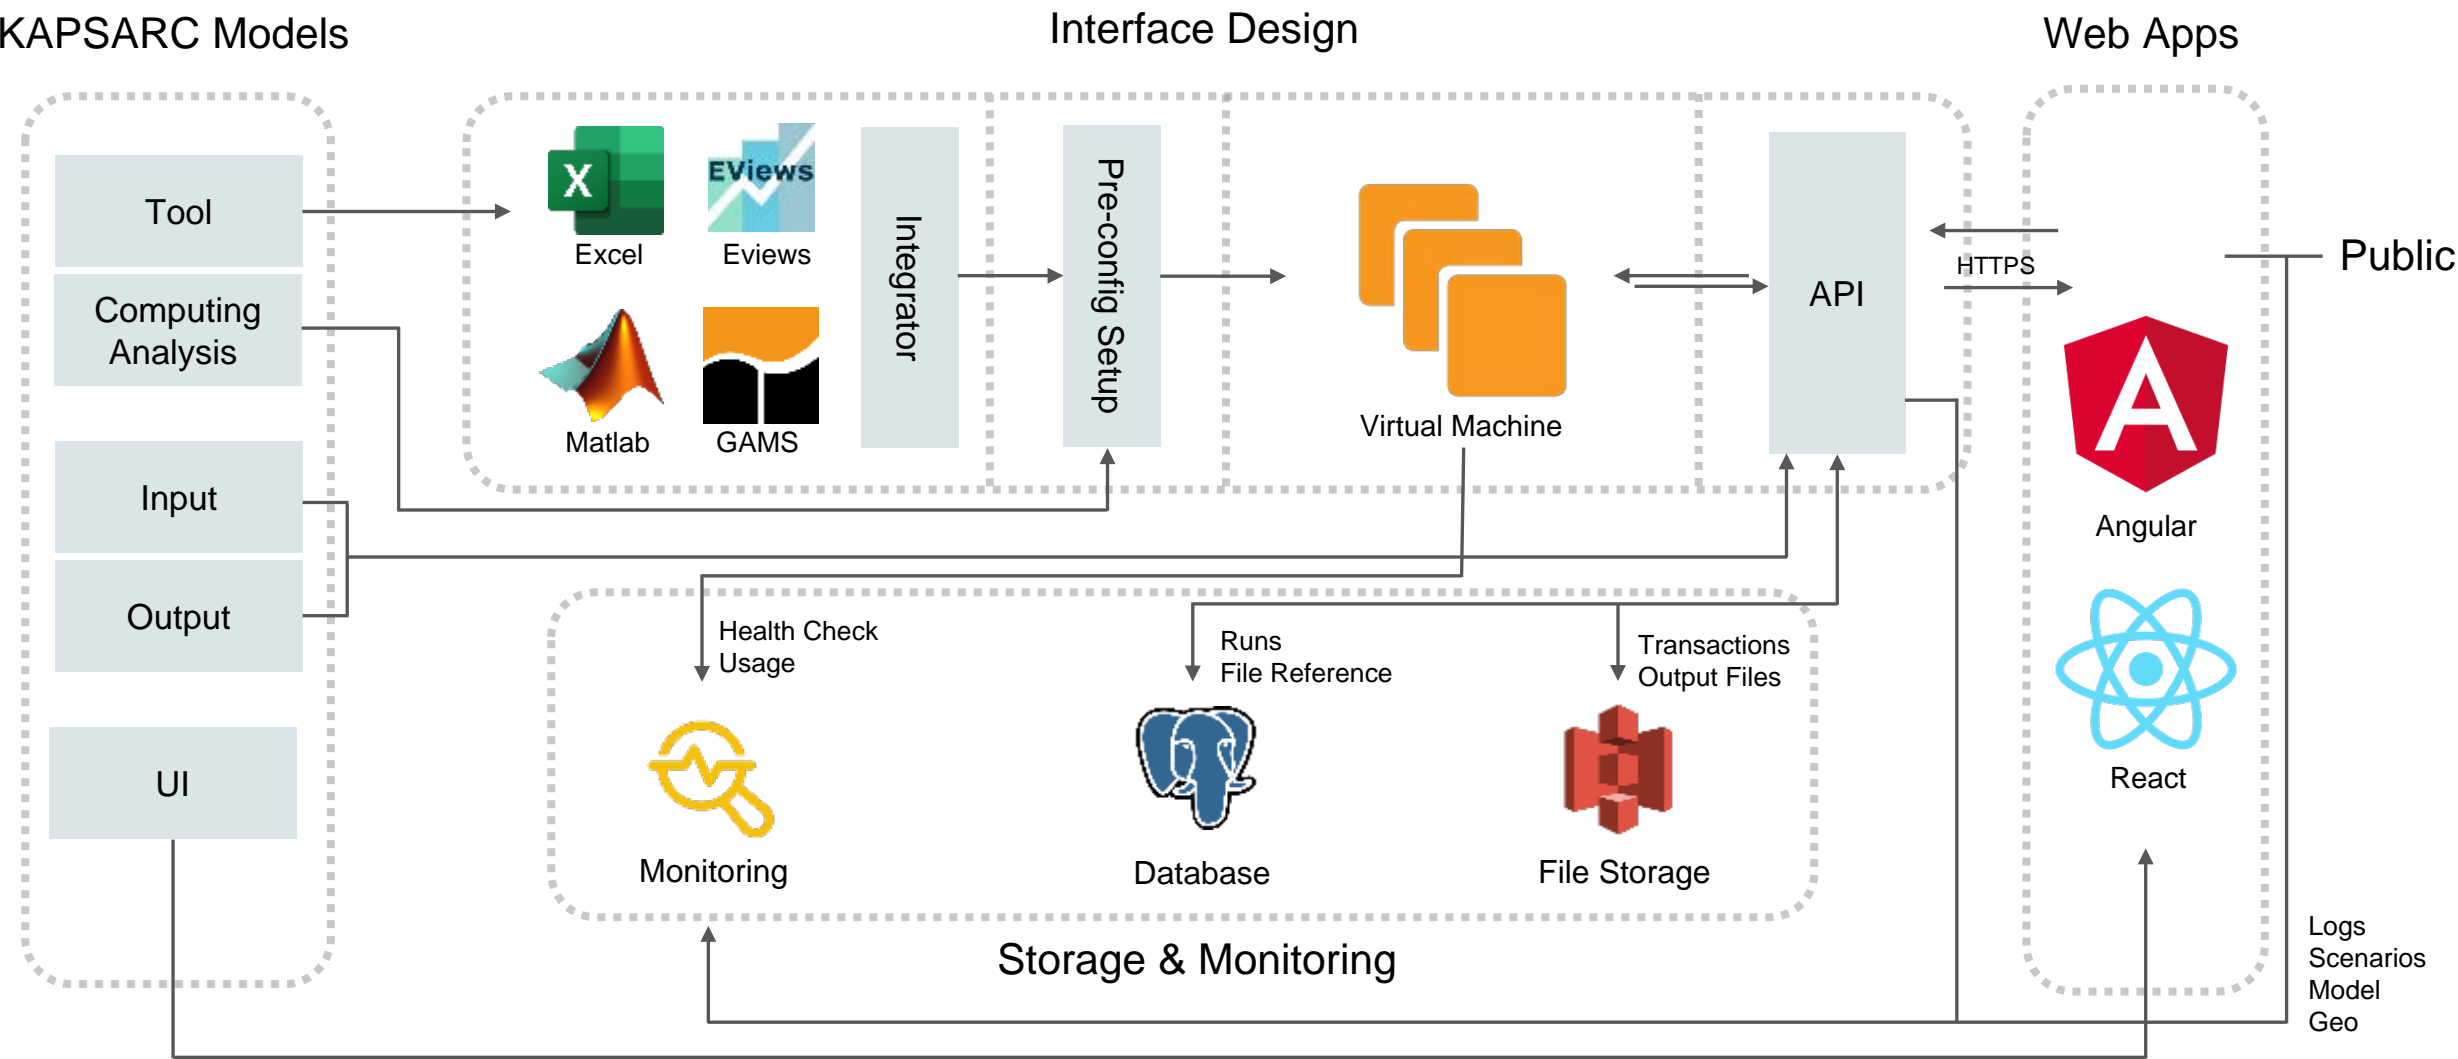 KAPSARC Models
Interface Design
Web Apps
Tool
Computing
Analysis
Input
Output
UI
X
Excel
EViews
Eviews
Matlab
GAMS
Integrator
Pre-config Setup
Virtual Machine
API
HTTPS
Public
A
Angular
React
Health Check
Usage
Runs
File Reference
Transactions
Output Files
Monitoring
Database
File Storage
Storage & Monitoring
Logs
Scenarios
Model
Geo